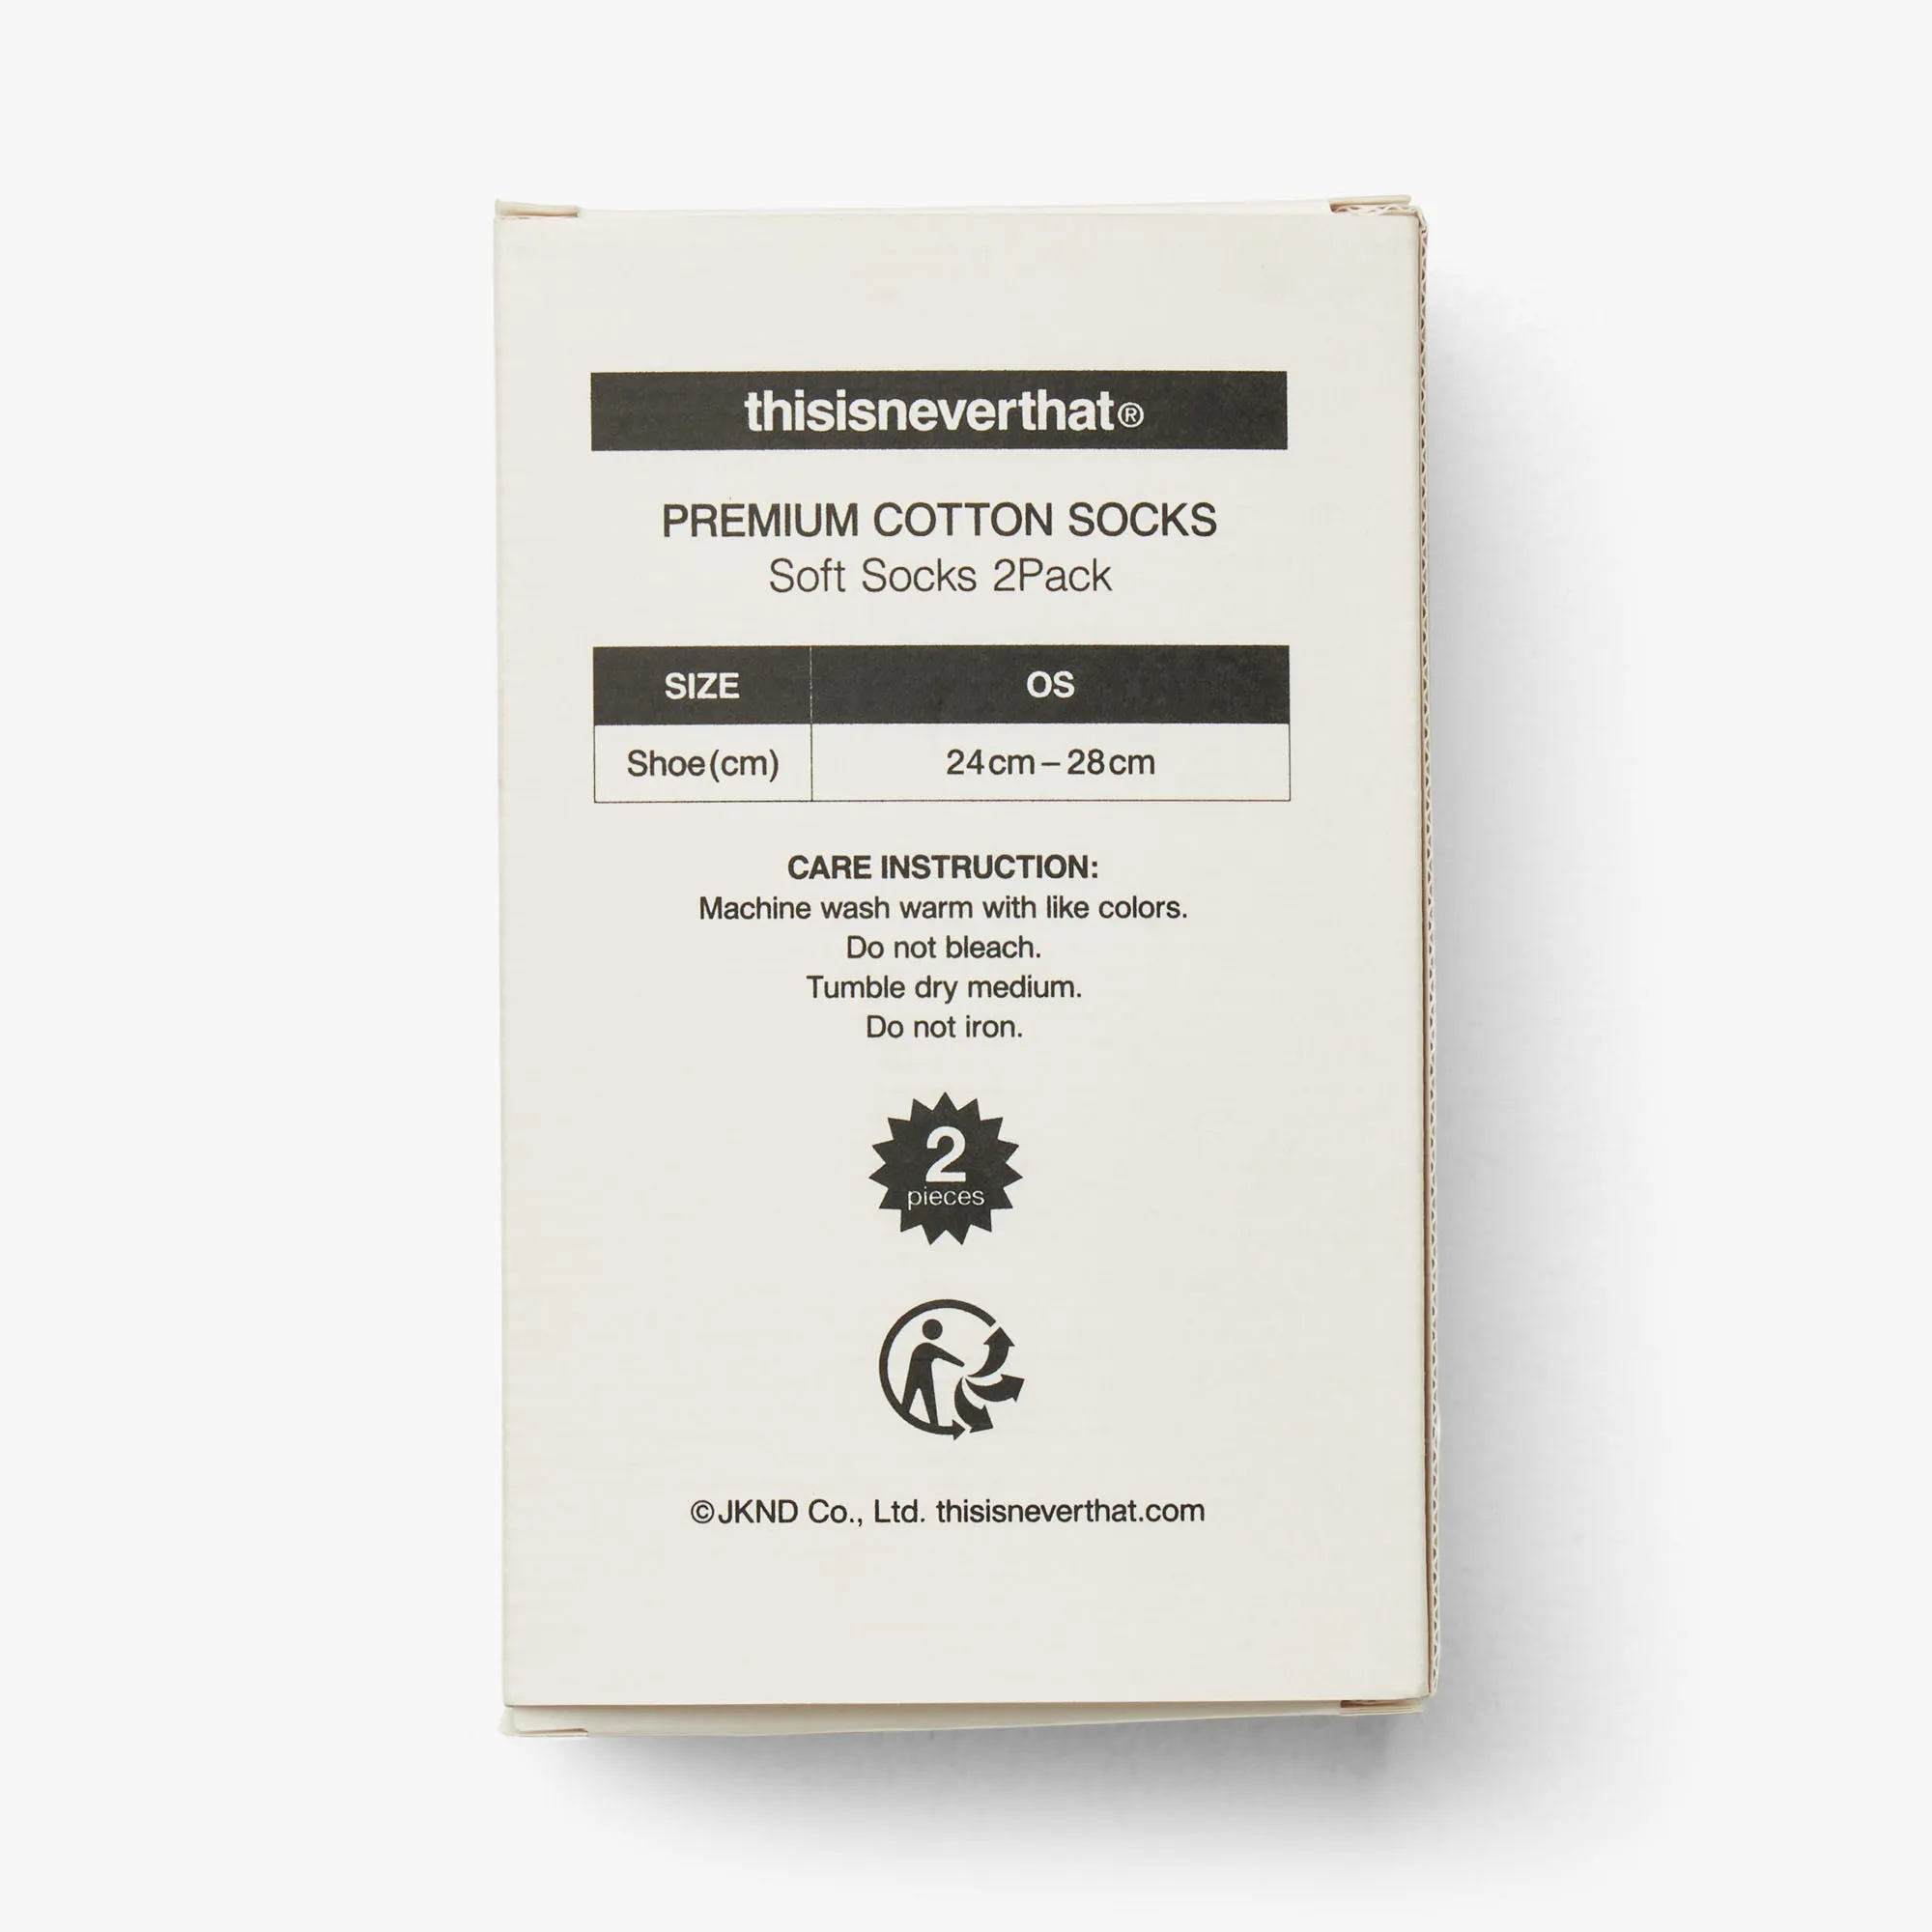 thisisneverthat®
PREMIUM COTTON SOCKS
Soft Socks 2Pack
SIZE OS
Shoe(cm) 24cm – 28cm
CARE INSTRUCTION:
Machine wash warm with like colors.
Do not bleach.
Tumble dry medium.
Do not iron.
2
pieces
©JKND Co., Ltd. thisisneverthat.com